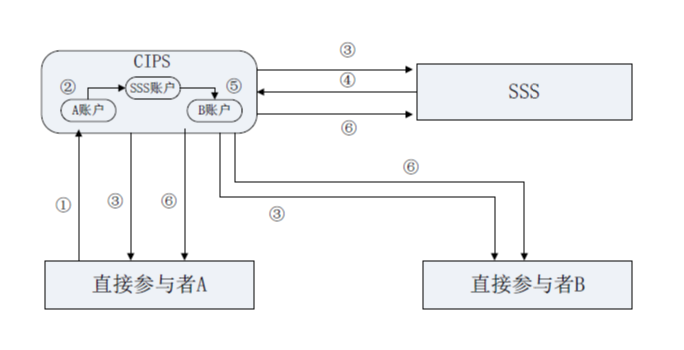 CIPS
② SSS账户 ⑤
A账户 B账户
③
④
SSS
⑥
① ③ ⑥ ⑥
③
直接参与者A 直接参与者B